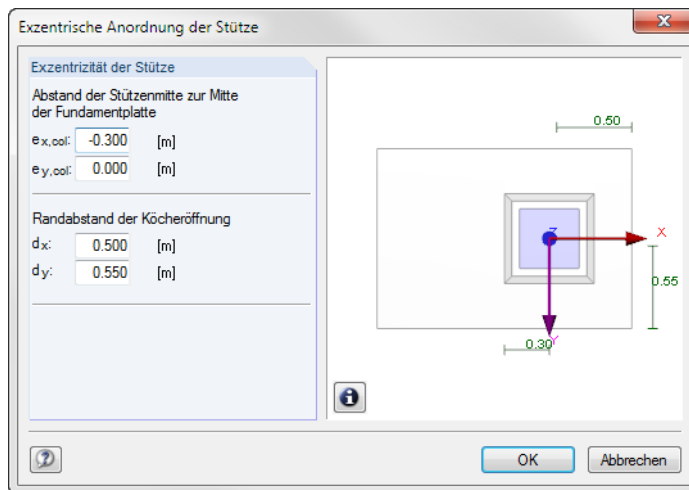 Exzentrische Anordnung der Stütze
Exzentrizität der Stütze
Abstand der Stützenmitte zur Mitte
der Fundamentplatte
ex,col: -0.300 [m]
ey,col: 0.000 [m]
Randabstand der Köcheröffnung
dx: 0.500 [m]
dy: 0.550 [m]
0.50
Z
X
0.55
0.30
Y
OK
Abbrechen